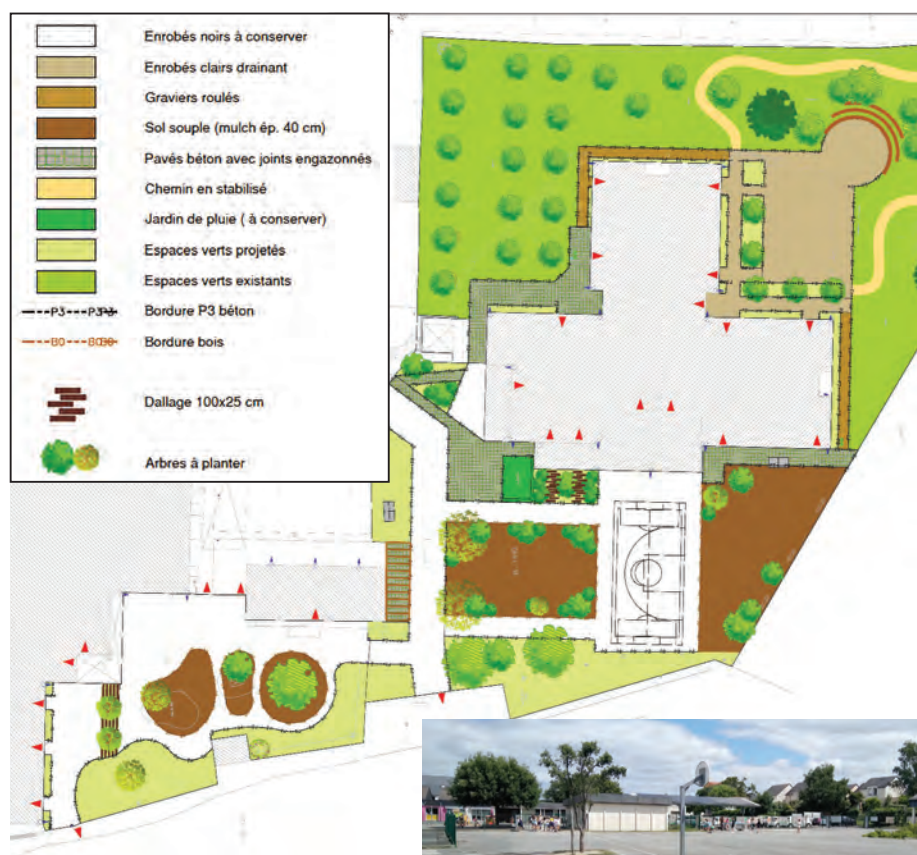 Enrobés noirs à conserver
Enrobés clairs drainant
Graviers roulés
Sol souple (mulch ép. 40 cm)
Pavés béton avec joints engazonnés
Chemin en stabilisé
Jardin de pluie ( à conserver)
Espaces verts projetés
Espaces verts existants
Bordure P3 béton
Bordure bois
Dallage 100x25 cm
Arbres à planter